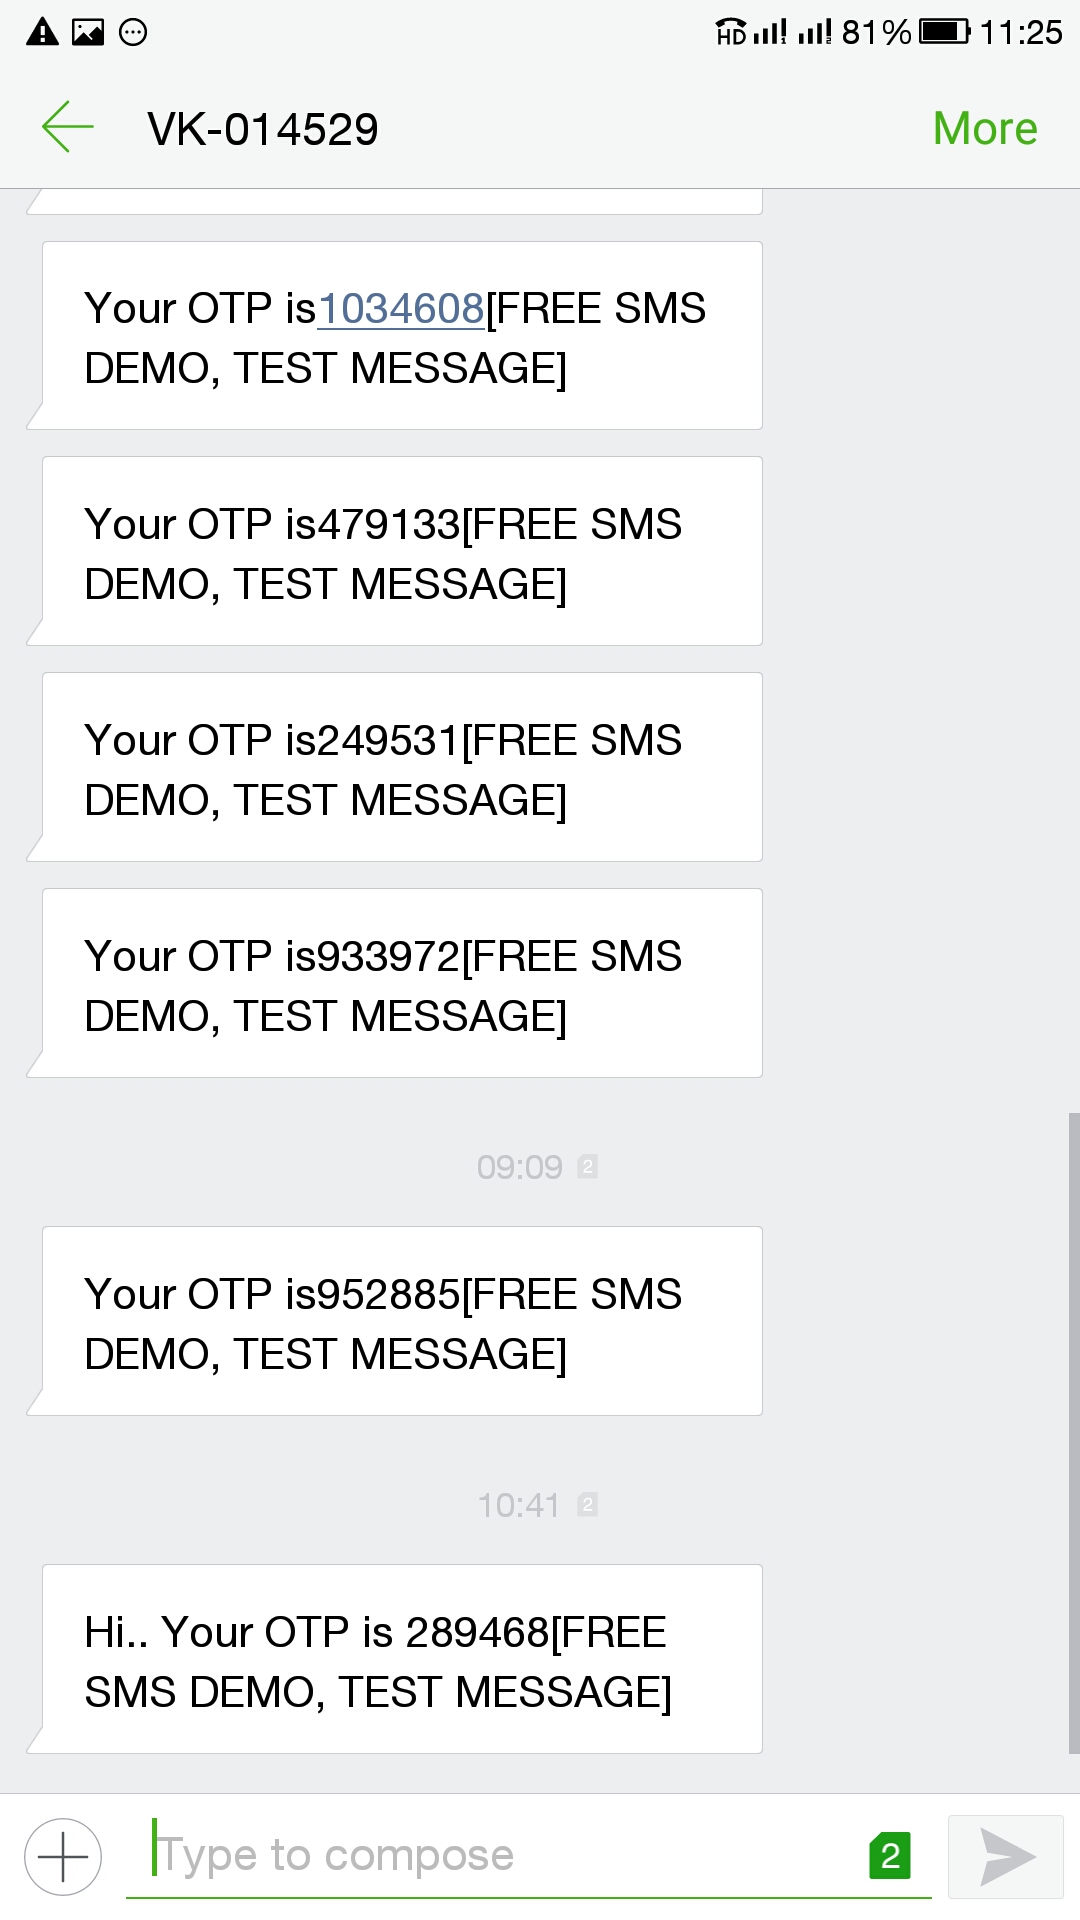 HD 1 2 81% 11:25
VK-014529 More
Your OTP is1034608[FREE SMS
DEMO, TEST MESSAGE]
Your OTP is479133[FREE SMS
DEMO, TEST MESSAGE]
Your OTP is249531[FREE SMS
DEMO, TEST MESSAGE]
Your OTP is933972[FREE SMS
DEMO, TEST MESSAGE]
09:09 2
Your OTP is952885[FREE SMS
DEMO, TEST MESSAGE]
10:41 2
Hi.. Your OTP is 289468[FREE
SMS DEMO, TEST MESSAGE]
Type to compose 2